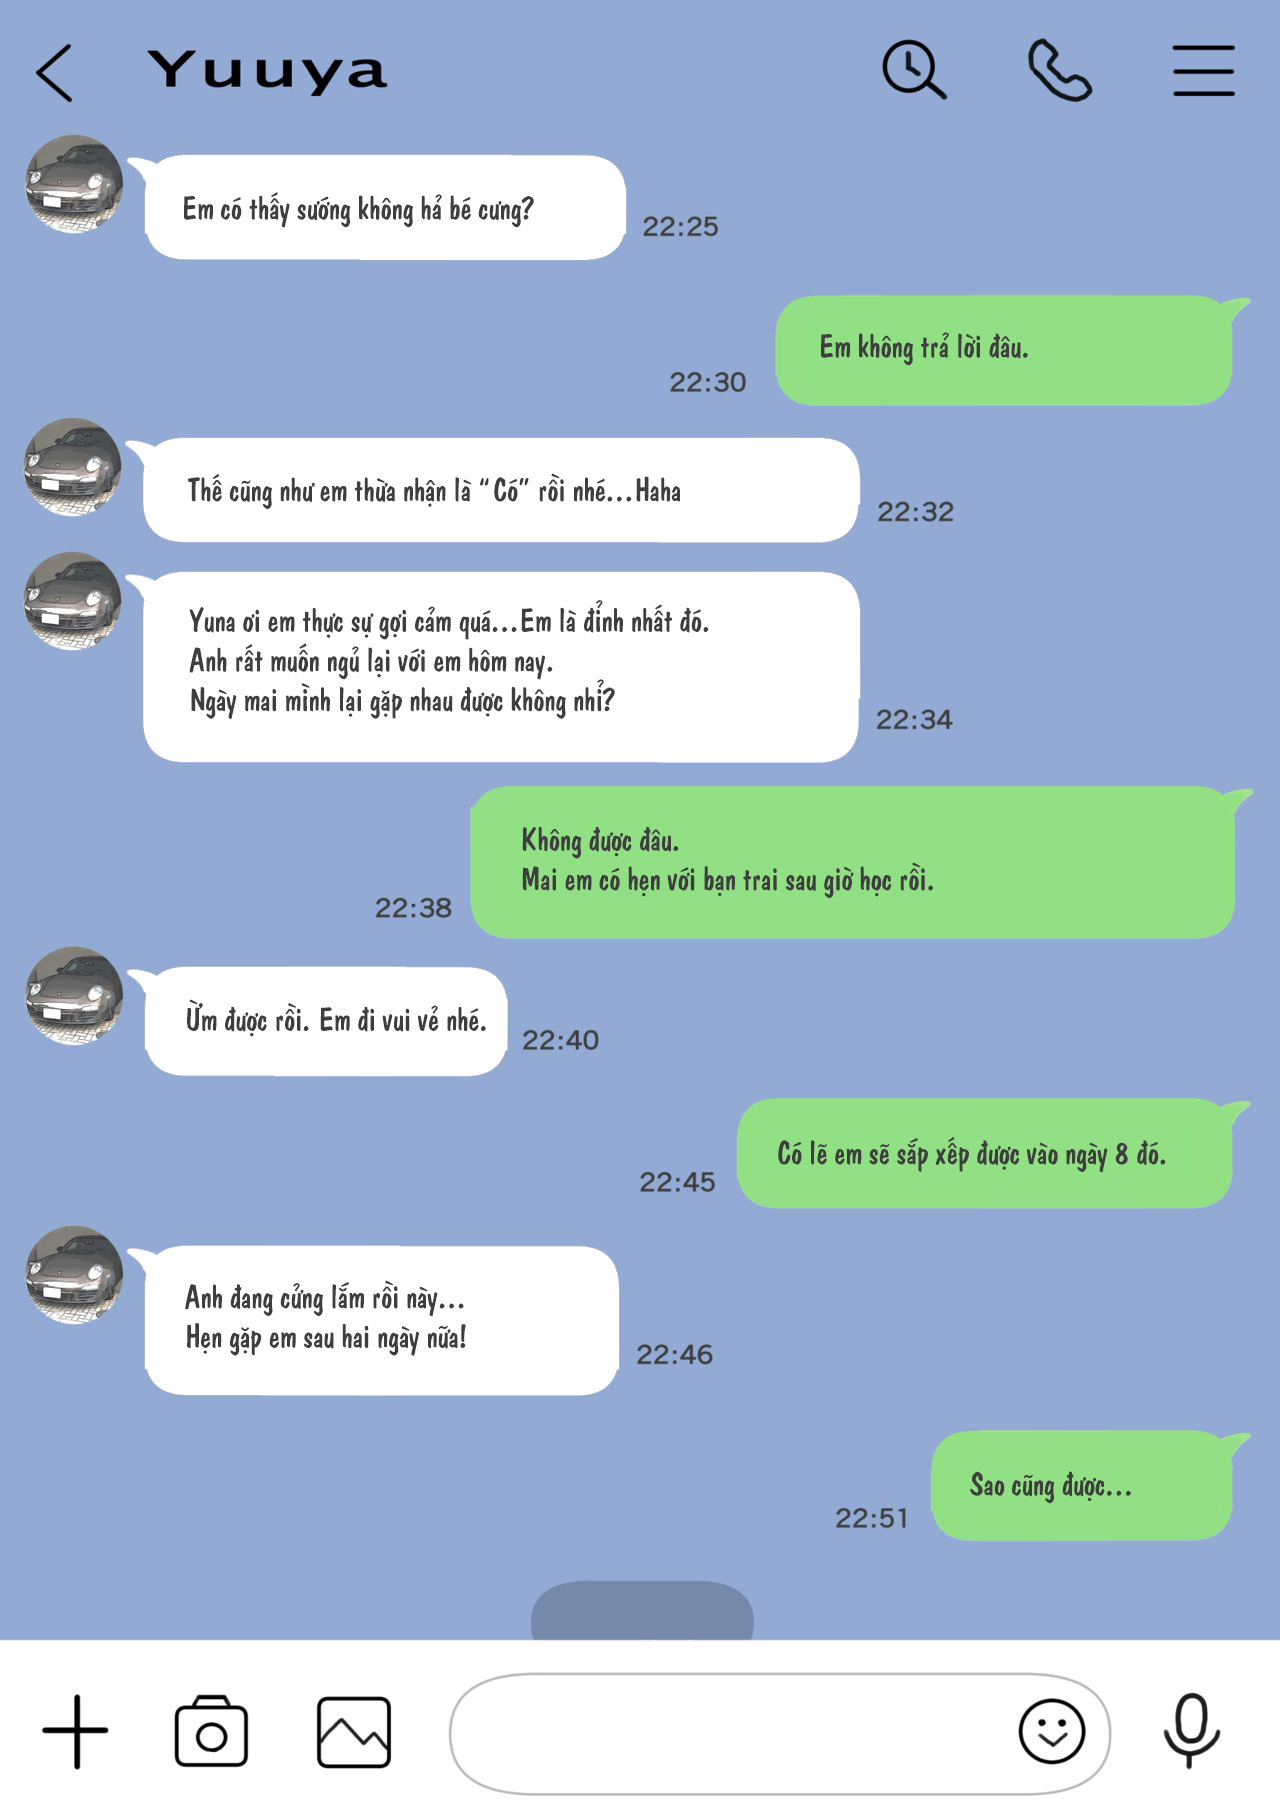 Yuuya
Em có thấy sướng không hả bé cưng?
22:25
Em không trả lời đâu.
22:30
Thế cũng như em thừa nhận là “Có” rồi nhé...Haha
22:32
Yuna ơi em thực sự gợi cảm quá...Em là đỉnh nhất đó.
Anh rất muốn ngủ lại với em hôm nay.
Ngày mai mình lại gặp nhau được không nhỉ?
22:34
Không được đâu.
Mai em có hẹn với bạn trai sau giờ học rồi.
22:38
Ừm được rồi. Em đi vui vẻ nhé.
22:40
Có lẽ em sẽ sắp xếp được vào ngày 8 đó.
22:45
Anh đang cửng lắm rồi này...
Hẹn gặp em sau hai ngày nữa!
22:46
Sao cũng được...
22:51